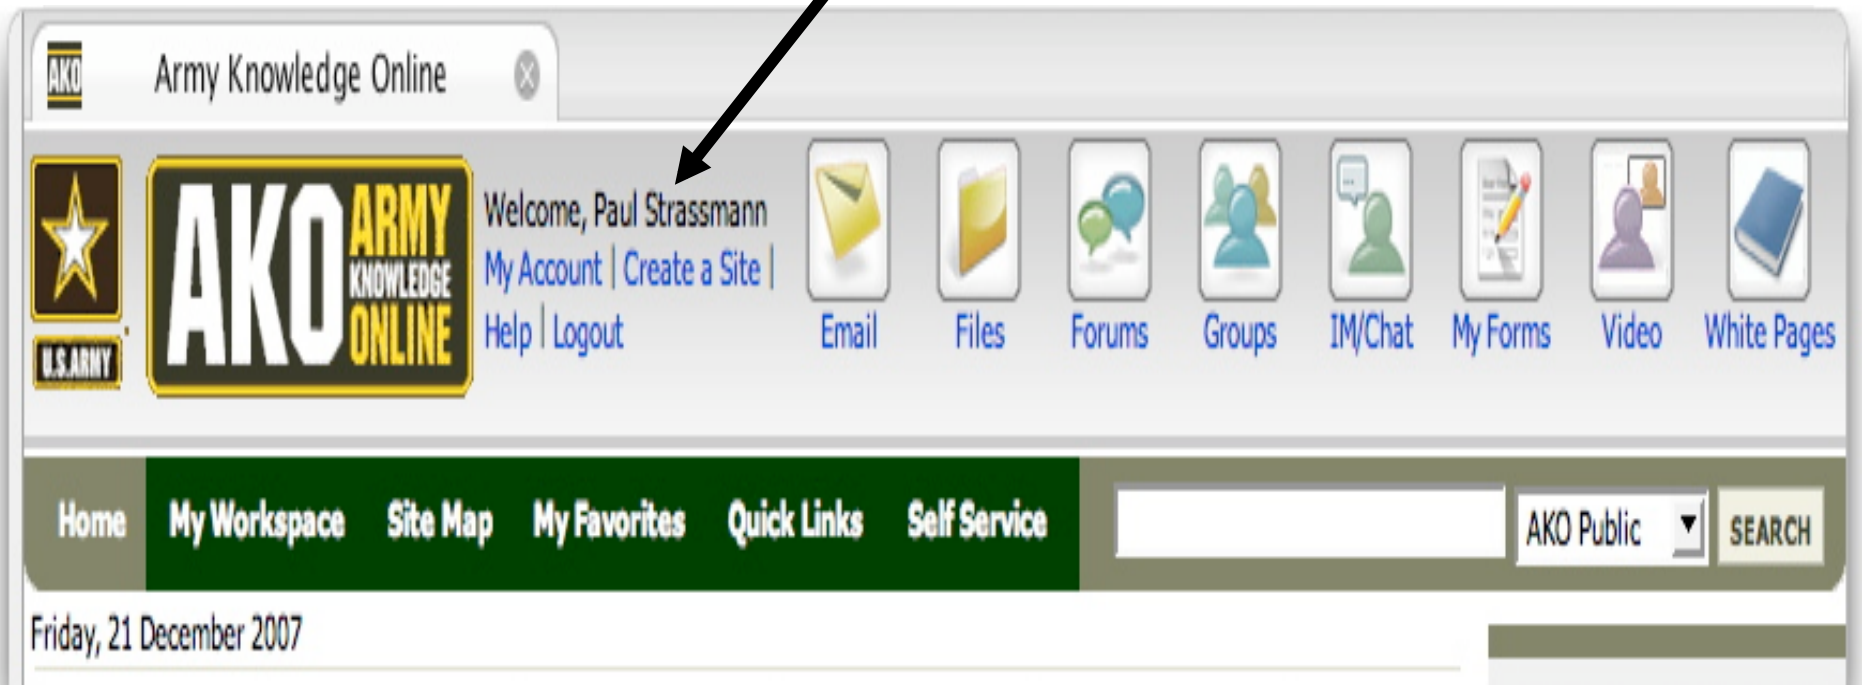 AKO Army Knowledge Online
U.S.ARMY
AKO ARMY
KNOWLEDGE
ONLINE
Welcome, Paul Strassmann
My Account | Create a Site |
Help | Logout
Email Files Forums Groups IM/Chat My Forms Video White Pages
Home My Workspace Site Map My Favorites Quick Links Self Service AKO Public SEARCH
Friday, 21 December 2007